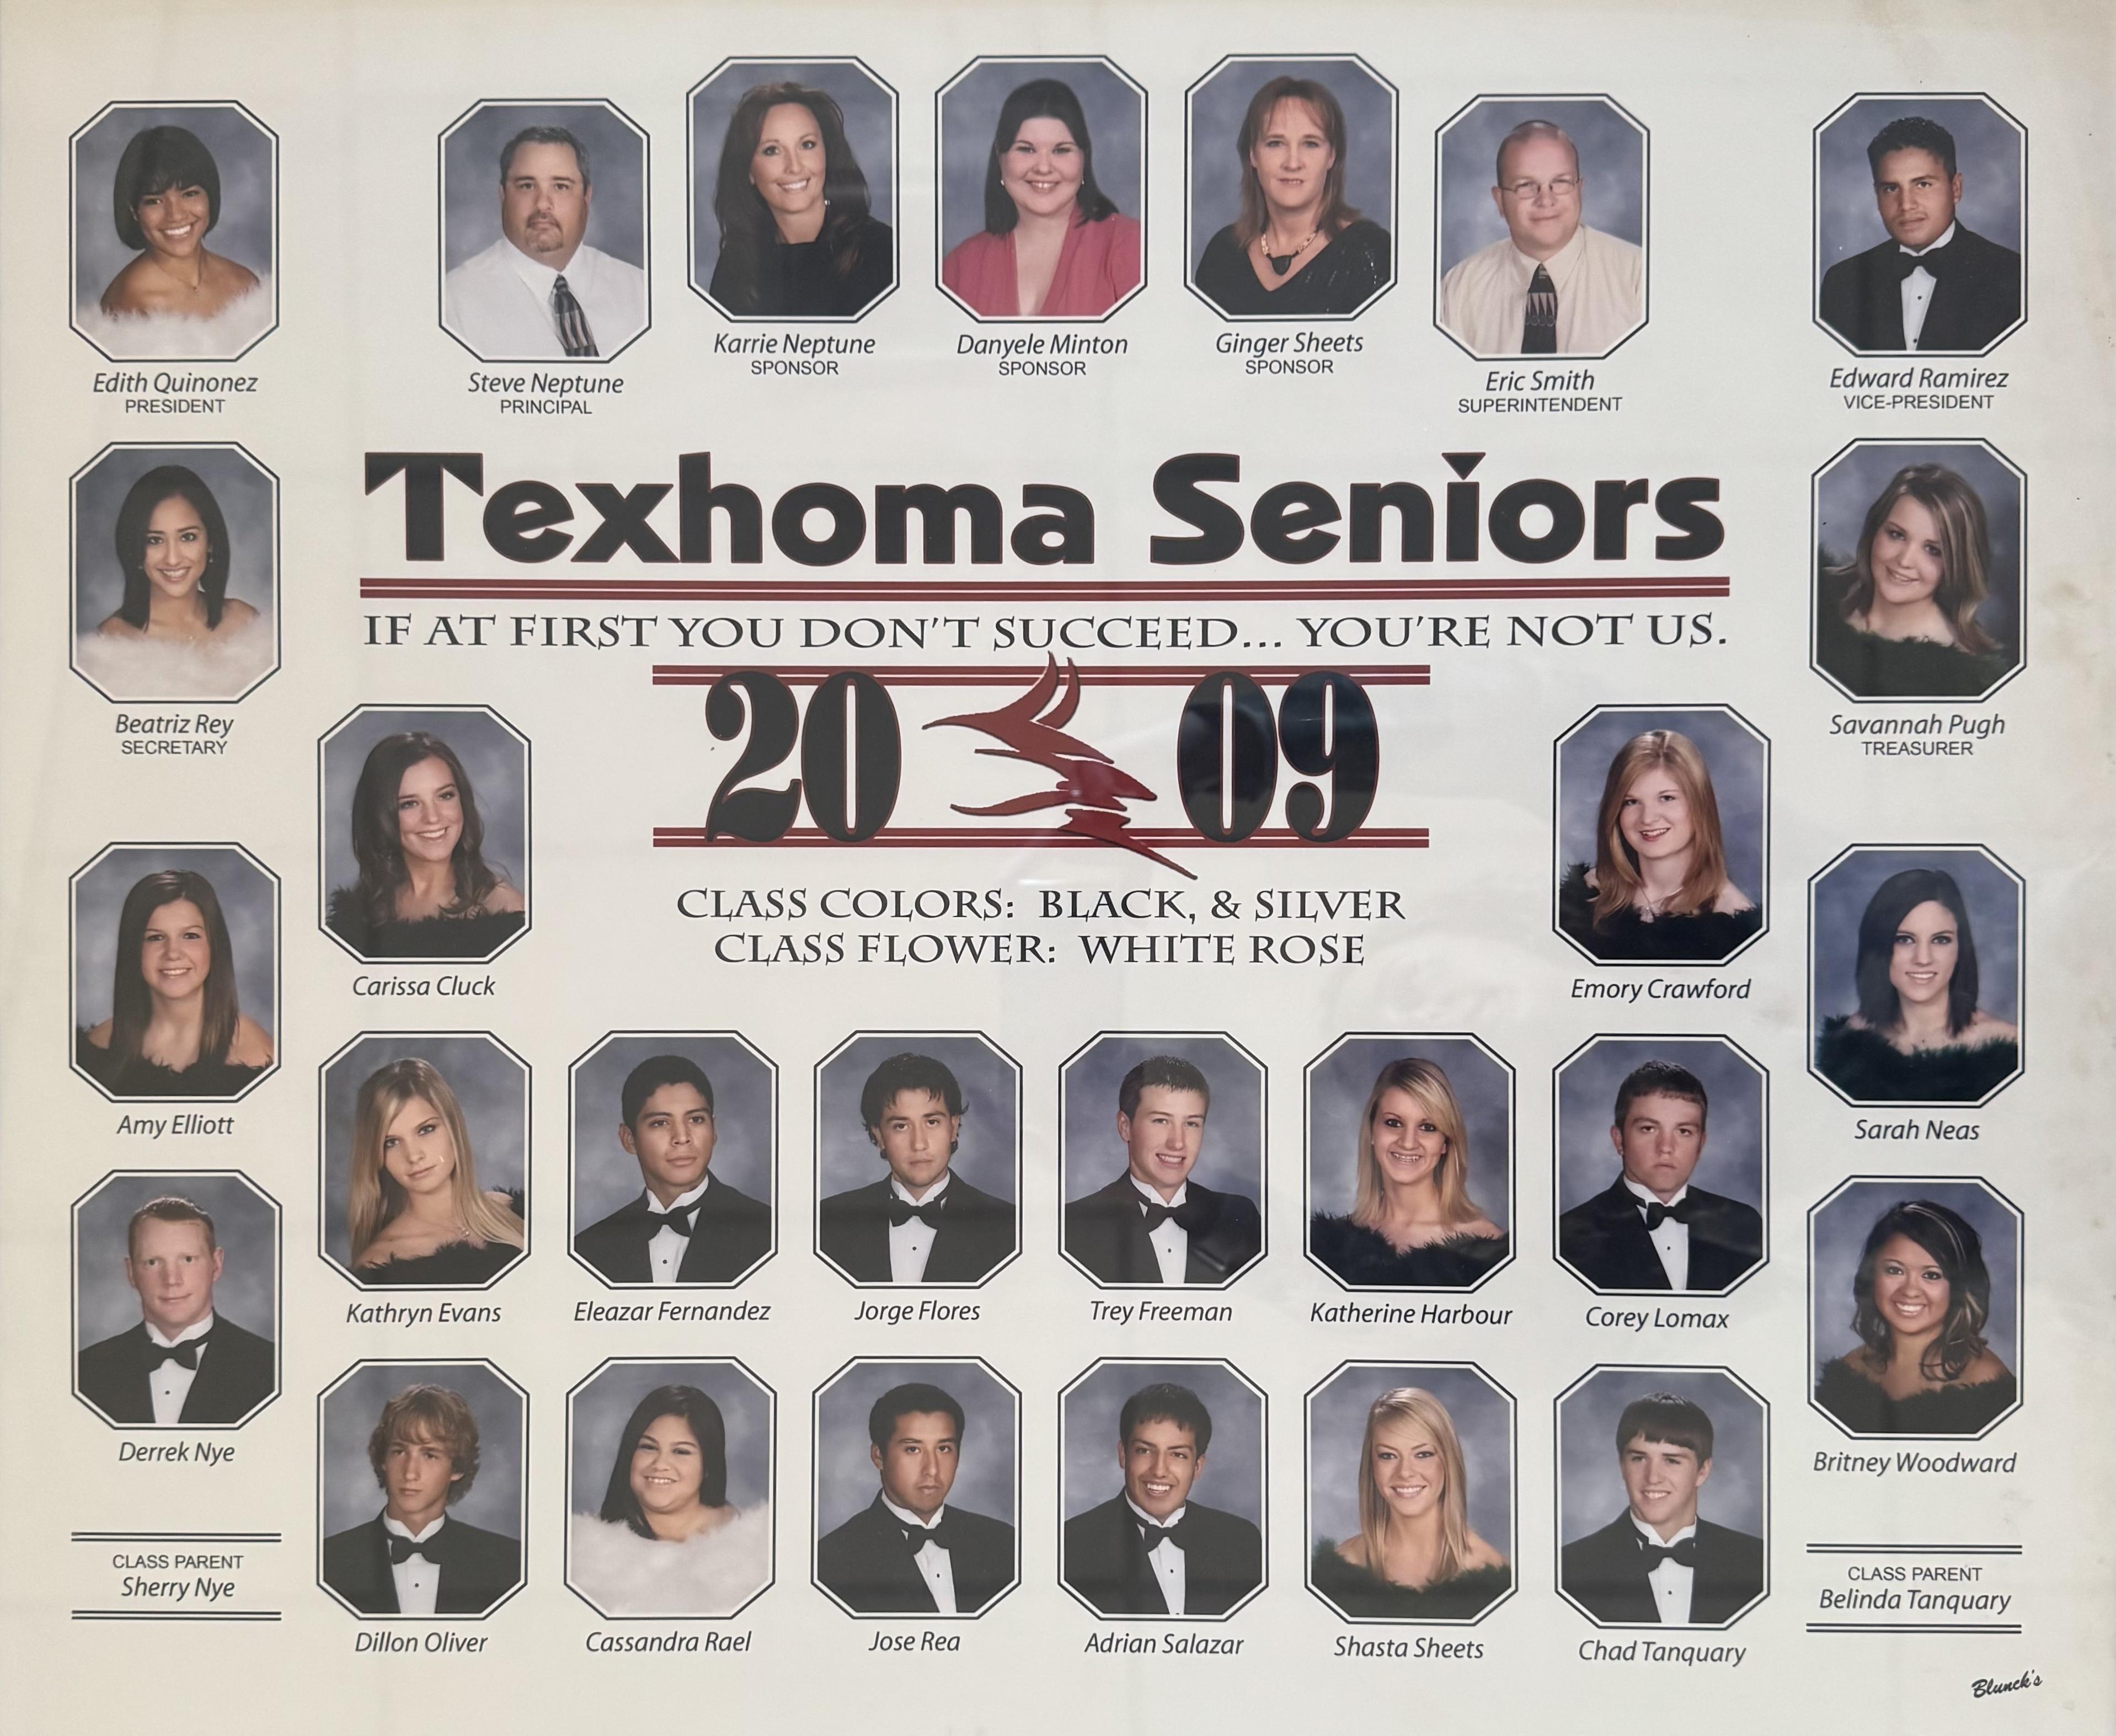 Edith Quinonez
PRESIDENT
Steve Neptune
PRINCIPAL
Karrie Neptune
SPONSOR
Danyele Minton
SPONSOR
Ginger Sheets
SPONSOR
Eric Smith
SUPERINTENDENT
Edward Ramirez
VICE-PRESIDENT
Texhoma Seniors
IF AT FIRST YOU DON'T SUCCEED... YOU'RE NOT US.
2009
Beatriz Rey
SECRETARY
Savannah Pugh
TREASURER
CLASS COLORS: BLACK, & SILVER
CLASS FLOWER: WHITE ROSE
Carissa Cluck
Emory Crawford
Amy Elliott
Sarah Neas
Kathryn Evans
Eleazar Fernandez
Jorge Flores
Trey Freeman
Katherine Harbour
Corey Lomax
Derrek Nye
Britney Woodward
CLASS PARENT
Sherry Nye
Dillon Oliver
Cassandra Rael
Jose Rea
Adrian Salazar
Shasta Sheets
Chad Tanquary
CLASS PARENT
Belinda Tanquary
Blunck's